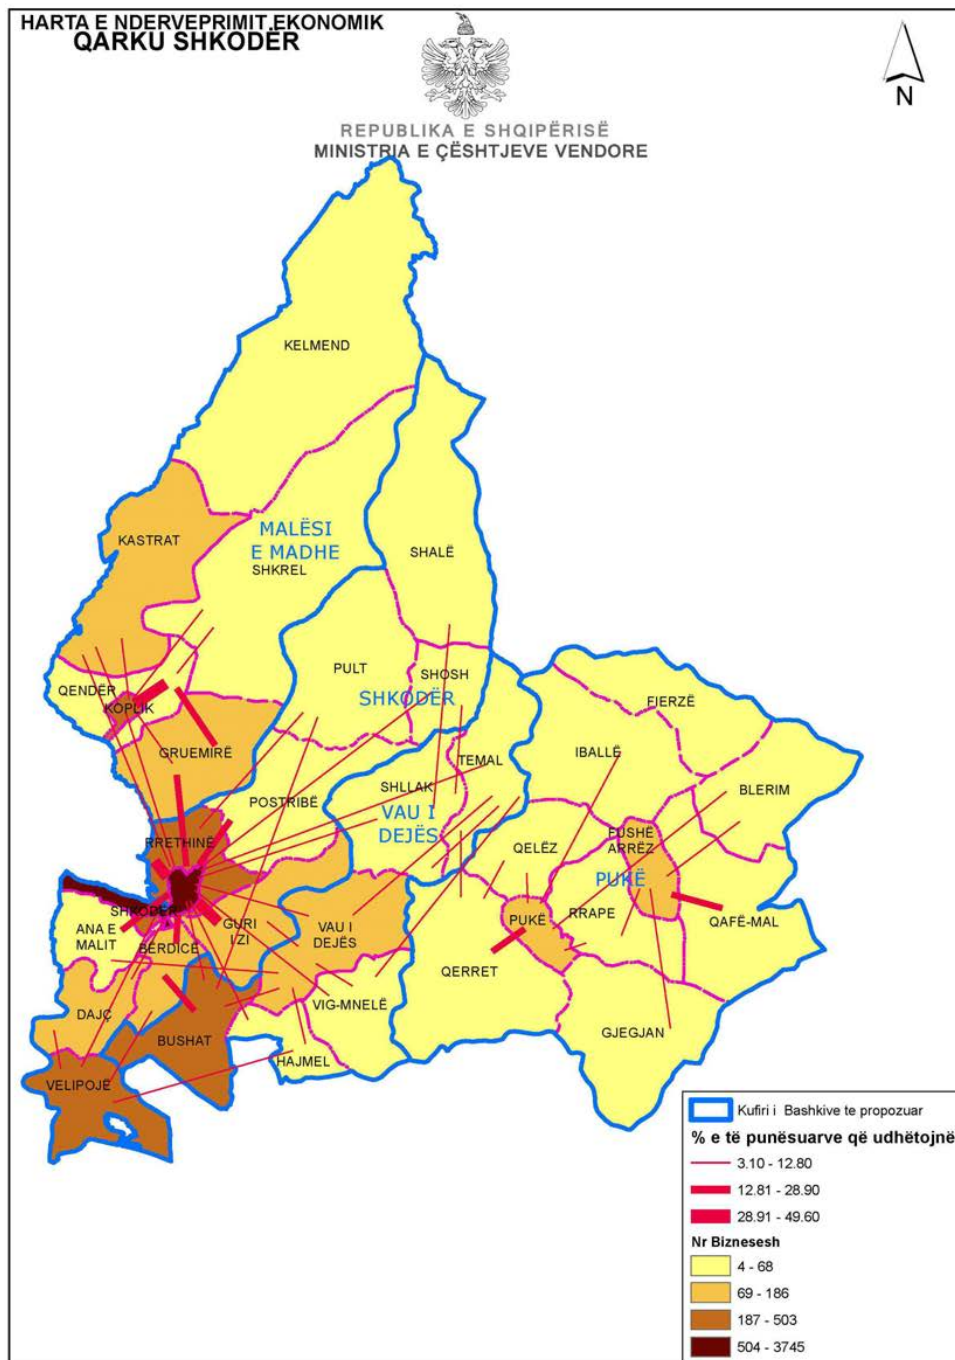 HARTA E NDERVEPRIMIT EKONOMIK
QARKU SHKODËR
N
REPUBLIKA E SHQIPËRISË
MINISTRIA E ÇËSHTJEVE VENDORE
KELMEND
KASTRAT
MALËSI
E MADHE
SHKREL
SHALË
PULT
SHOSH
QENDËR
SHKODËR
KOPLIK
FIERZË
GRUEMIRË
IBALLË
TEMAL
SHLLAK
BLERIM
POSTRIBË
VAU I
DEJËS
RRETHINË
QELËZ
FUSHË
ARRËZ
PUKË
SHKODËR
ANA E
MALIT
BËRDICË
GURI
I ZI
VAU I
DEJËS
PUKË
RRAPE
QAFË-MAL
QERRET
VIG-MNELË
DAJÇ
BUSHAT
GJEGJAN
HAJMEL
VELIPOJË
Kufiri i Bashkive te propozuar
% e të punësuarve që udhëtojnë
3.10 - 12.80
12.81 - 28.90
28.91 - 49.60
Nr Biznesesh
4 - 68
69 - 186
187 - 503
504 - 3745